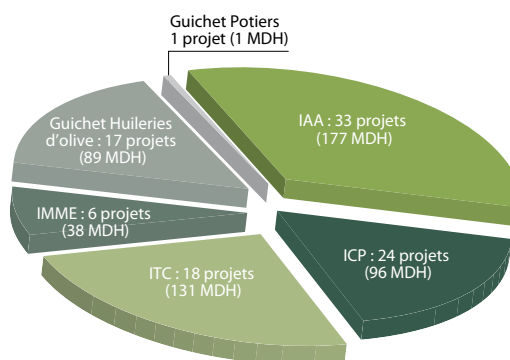 Guichet Potiers
1 projet (1 MDH)
IAA : 33 projets
(177 MDH)
Guichet Huileries
d'olive : 17 projets
(89 MDH)
IMME : 6 projets
(38 MDH)
ICP : 24 projets
(96 MDH)
ITC : 18 projets
(131 MDH)